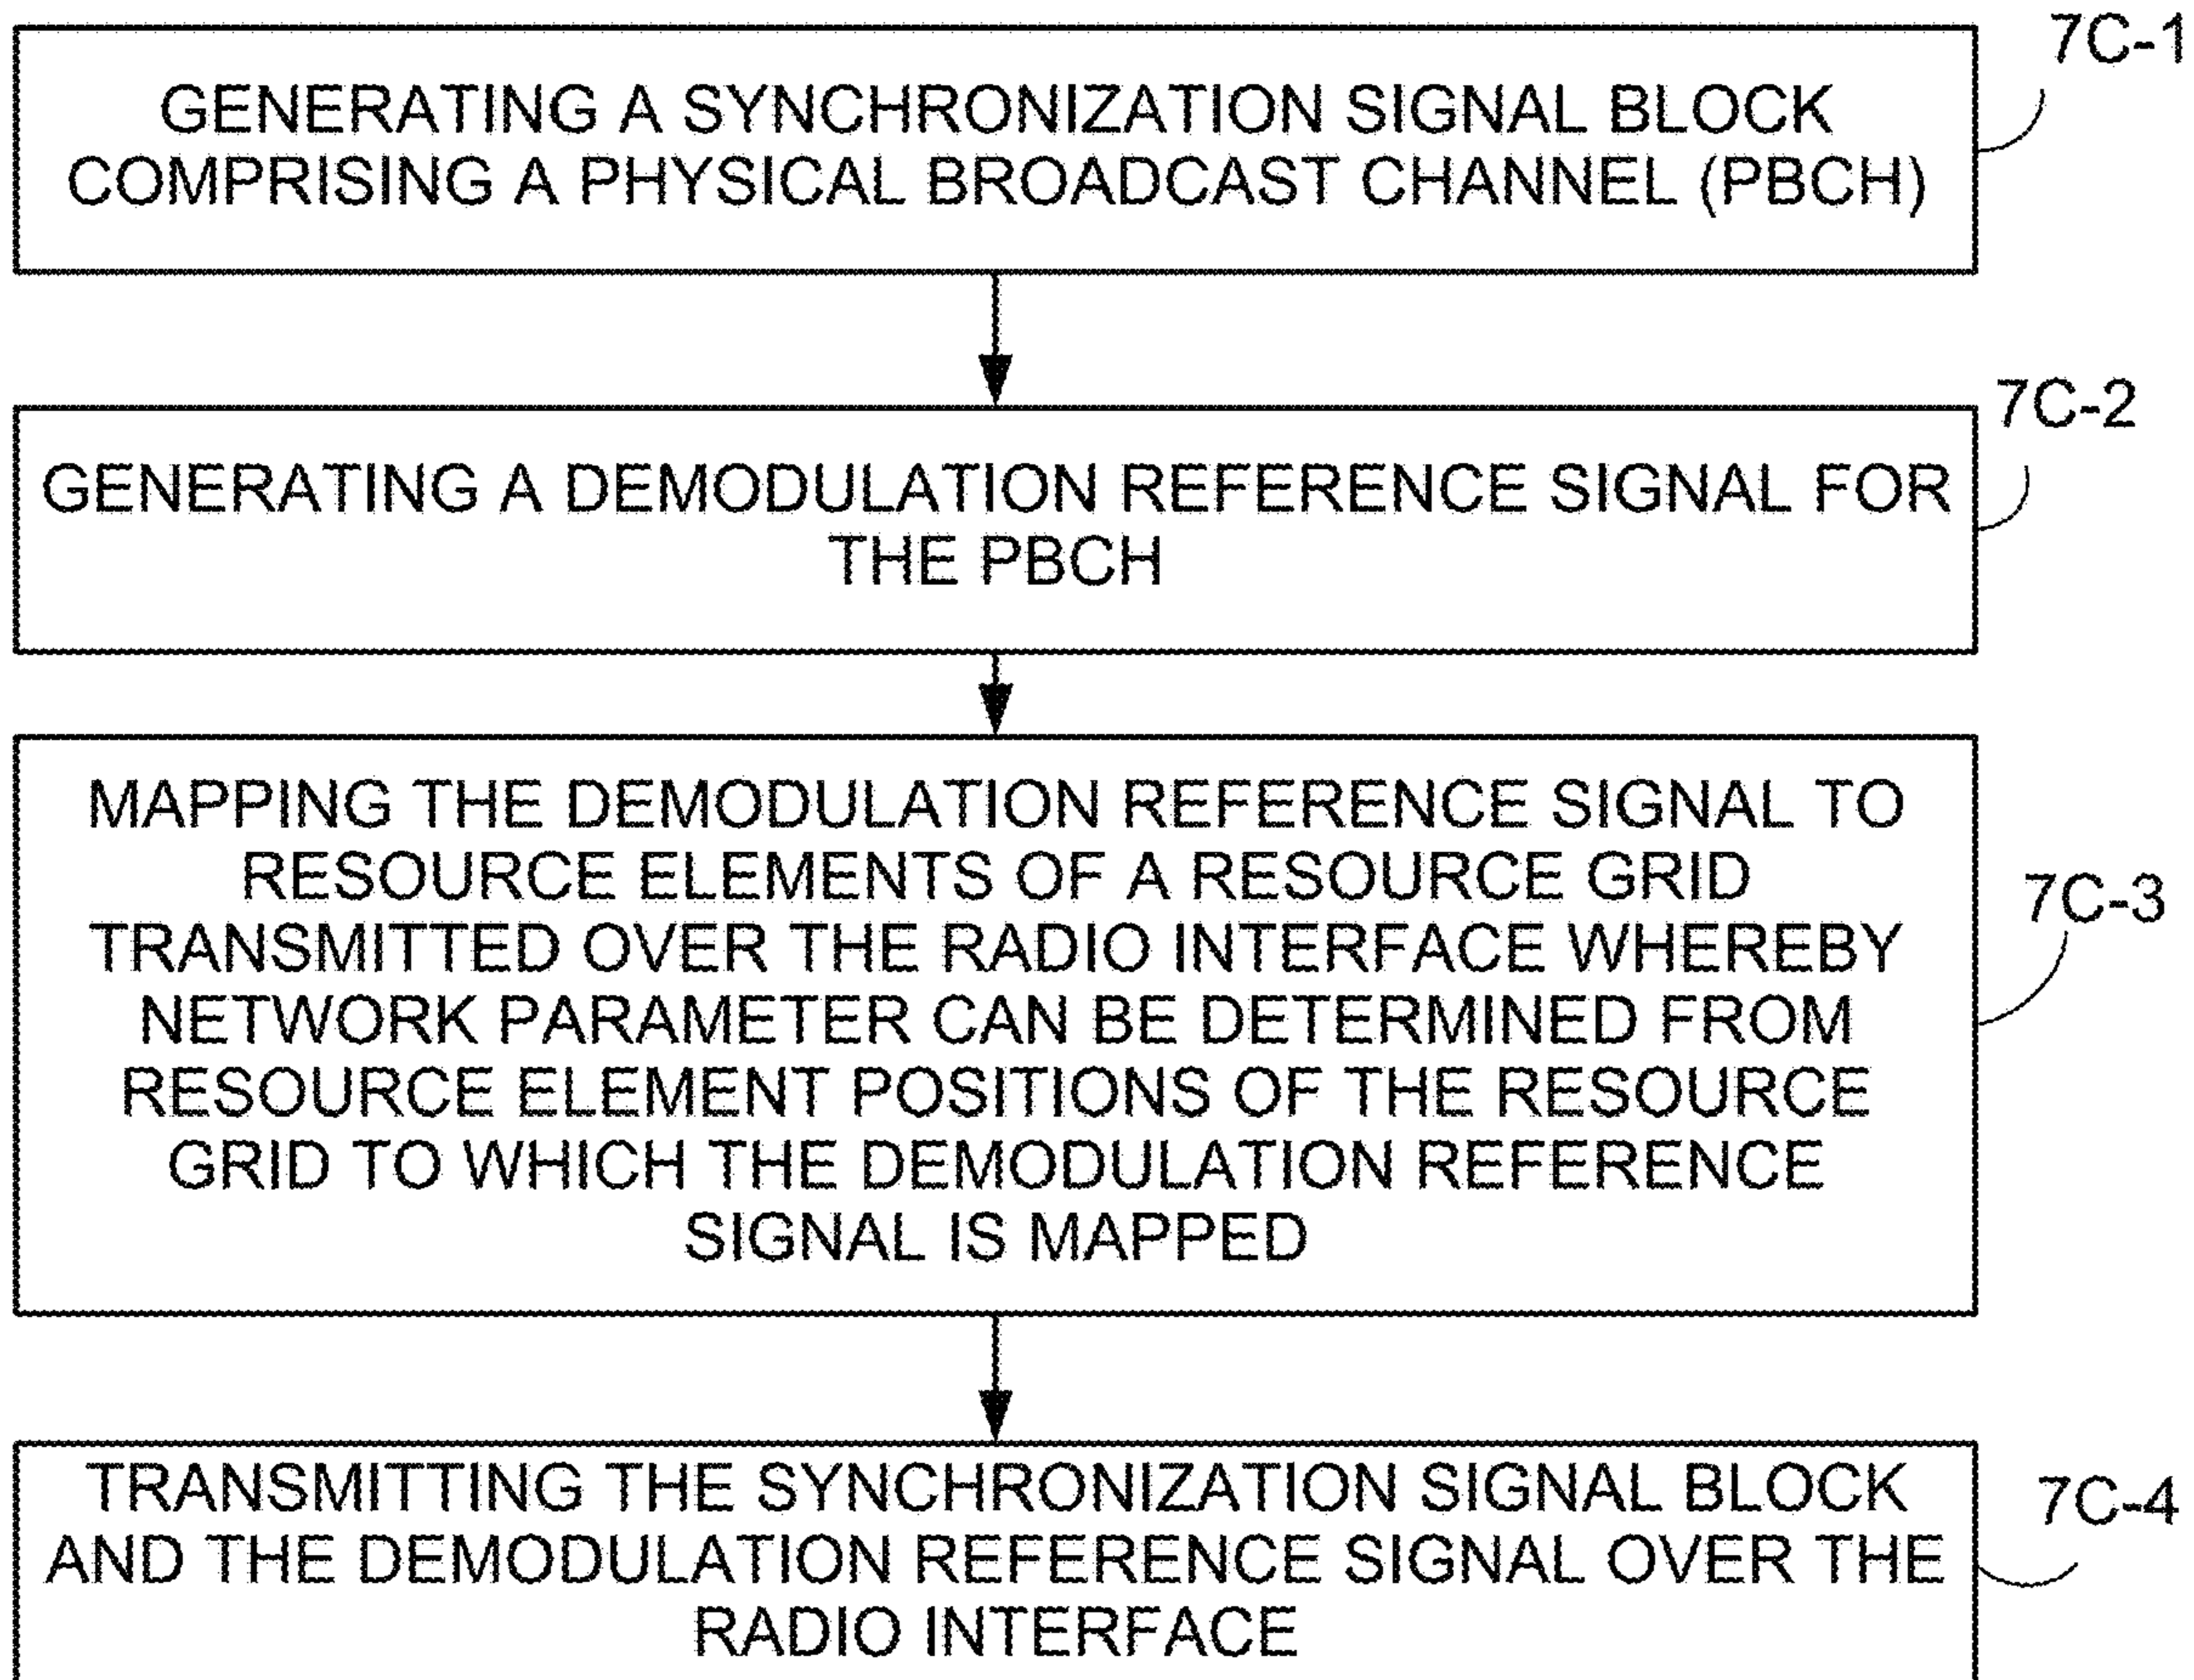 7C-1
GENERATING A SYNCHRONIZATION SIGNAL BLOCK
COMPRISING A PHYSICAL BROADCAST CHANNEL (PBCH)
7C-2
GENERATING A DEMODULATION REFERENCE SIGNAL FOR
THE PBCH
MAPPING THE DEMODULATION REFERENCE SIGNAL TO
RESOURCE ELEMENTS OF A RESOURCE GRID
7C-3
TRANSMITTED OVER THE RADIO INTERFACE WHEREBY
NETWORK PARAMETER CAN BE DETERMINED FROM
RESOURCE ELEMENT POSITIONS OF THE RESOURCE
GRID TO WHICH THE DEMODULATION REFERENCE
SIGNAL IS MAPPED
TRANSMITTING THE SYNCHRONIZATION SIGNAL BLOCK
7C-4
AND THE DEMODULATION REFERENCE SIGNAL OVER THE
RADIO INTERFACE